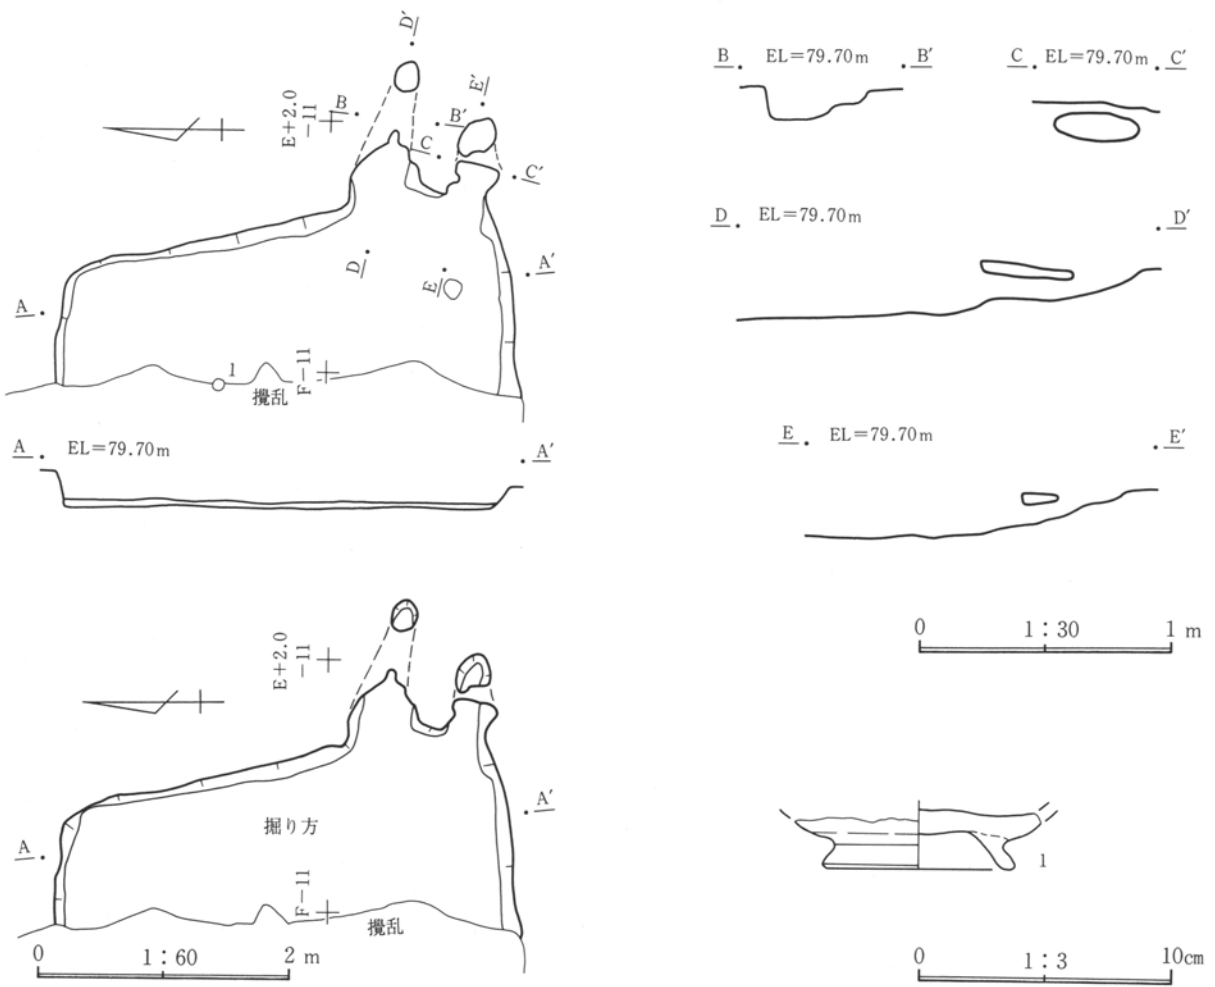 D′
E′
E+2.0
−11
B
B′
C
C′
D
E
A′
A
1
F−11
攪乱
A EL=79.70m A′
E+2.0
−11
A′
掘り方
A
F−11
攪乱
0 1:60 2 m
B EL=79.70m B′
C EL=79.70m C′
D EL=79.70m D′
E EL=79.70m E′
0 1:30 1 m
1
0 1:3 10cm